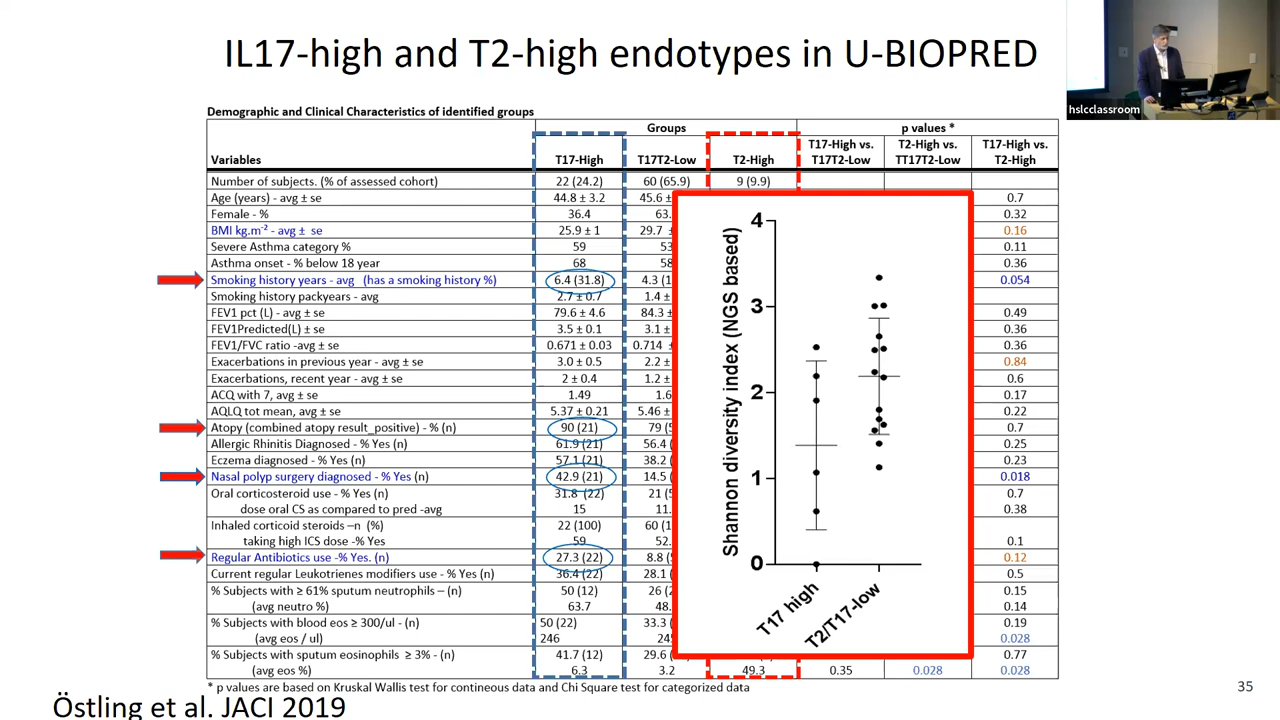 IL17-high and T2-high endotypes in U-BIOPRED
hslcclassroom
Demographic and Clinical Characteristics of identified groups
Groups p values *
Variables T17-High T17T2-Low T2-High T17-High vs. T17T2-Low T2-High vs. TT17T2-Low T17-High vs. T2-High
Number of subjects. (% of assessed cohort) 22 (24.2) 60 (65.9) 9 (9.9)
Age (years) - avg ± se 44.8 ± 3.2 45.6 ± 0.7
Female - % 36.4 63. 0.32
BMI kg.m⁻² - avg ± se 25.9 ± 1 29.7 ± 0.16
Severe Asthma category % 59 53 0.11
Asthma onset - % below 18 year 68 58 0.36
Smoking history years - avg (has a smoking history %) 6.4 (31.8) 4.3 (1 0.054
Smoking history packyears - avg 2.7 ± 0.7 1.4 ±
FEV1 pct (L) - avg ± se 79.6 ± 4.6 84.3 ± 0.49
FEV1Predicted(L) ± se 3.5 ± 0.1 3.1 ± 0.36
FEV1/FVC ratio -avg ± se 0.671 ± 0.03 0.714 0.36
Exacerbations in previous year - avg ± se 3.0 ± 0.5 2.2 ± 0.84
Exacerbations, recent year - avg ± se 2 ± 0.4 1.2 ± 0.6
ACQ with 7, avg ± se 1.49 1.6 0.17
AQLQ tot mean, avg ± se 5.37 ± 0.21 5.46 ± 0.22
Atopy (combined atopy result_positive) - % (n) 90 (21) 79 (5 0.7
Allergic Rhinitis Diagnosed - % Yes (n) 61.9 (21) 56.4 ( 0.25
Eczema diagnosed - % Yes (n) 57.1 (21) 38.2 ( 0.23
Nasal polyp surgery diagnosed - % Yes (n) 42.9 (21) 14.5 ( 0.018
Oral corticosteroid use - % Yes (n) 31.8 (22) 21 (5 0.7
dose oral CS as compared to pred -avg 15 11. 0.38
Inhaled corticoid steroids –n (%) 22 (100) 60 (1
taking high ICS dose -% Yes 59 52. 0.1
Regular Antibiotics use -% Yes. (n) 27.3 (22) 8.8 ( 0.12
Current regular Leukotrienes modifiers use - % Yes (n) 36.4 (22) 28.1 ( 0.5
% Subjects with ≥ 61% sputum neutrophils – (n) 50 (12) 26 (2 0.15
(avg neutro %) 63.7 48. 0.14
% Subjects with blood eos ≥ 300/ul - (n) 50 (22) 33.3 ( 0.19
(avg eos / ul) 246 24 0.028
% Subjects with sputum eosinophils ≥ 3% - (n) 41.7 (12) 29.6 ( 0.77
(avg eos %) 6.3 3.2 49.3 0.35 0.028 0.028
Shannon diversity index (NGS based)
4
3
2
1
0
T17 high
T2/T17-low
* p values are based on Kruskal Wallis test for contineous data and Chi Square test for categorized data
35
Östling et al. JACI 2019